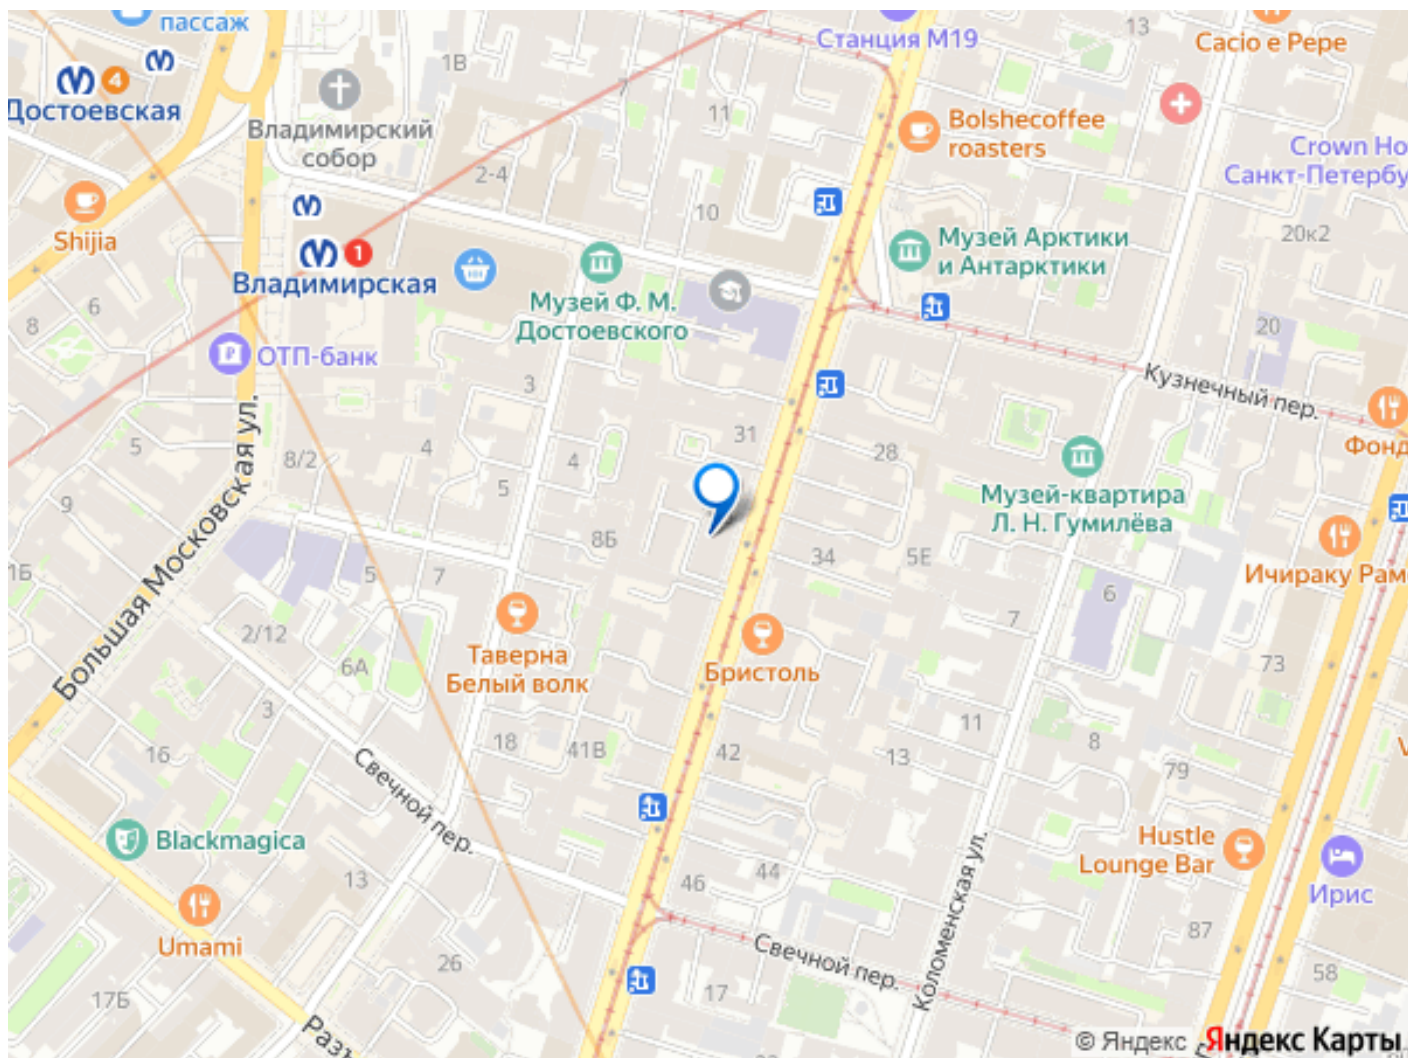 пассаж
Станция М19
13
Cacio e Pepe
1В
4
Достоевская
7
11
Bolshecoffee
roasters
Владимирский
собор
2-4
Crown Ho
Санкт-Петербу
Shijia
10
Музей Арктики
и Антарктики
20к2
1
Владимирская
Музей Ф. М.
Достоевского
6
8
20
ОТП-банк
3
Кузнечный пер.
Большая Московская ул.
5
8/2
4
4
31
28
Фонд
9
5
Музей-квартира
Л. Н. Гумилёва
8Б
34
5Е
1Б
5
7
Ичираку Рам
6
2/12
6А
Таверна
Белый волк
Бристоль
7
73
3
11
16
18
41В
42
13
8
79
Свечной пер.
Blackmagica
Hustle
Lounge Bar
Коломенская ул.
13
46
44
Ирис
Umami
87
26
Свечной пер.
17Б
17
58
Разъ
22
© Яндекс Яндекс Карты